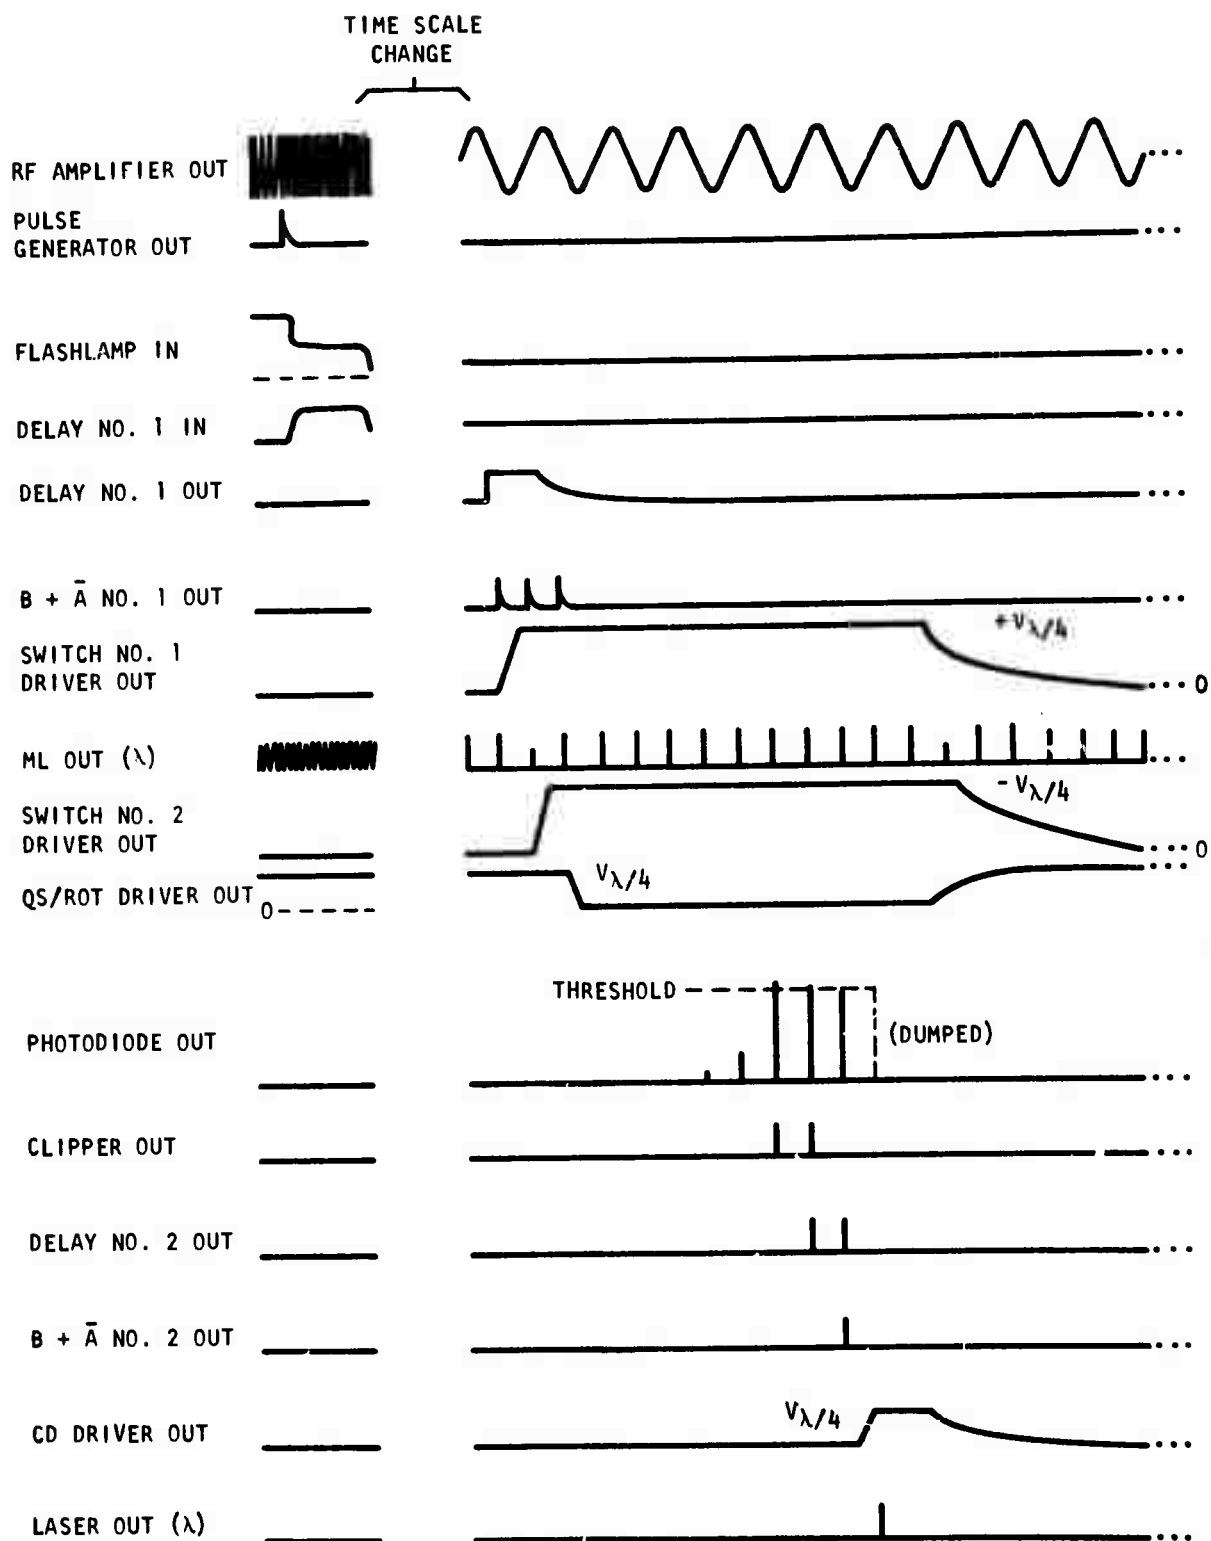 TIME SCALE
CHANGE
RF AMPLIFIER OUT
PULSE
GENERATOR OUT
FLASHLAMP IN
DELAY NO. 1 IN
DELAY NO. 1 OUT
B + A̅ NO. 1 OUT
+Vλ/4
SWITCH NO. 1
DRIVER OUT
0
ML OUT (λ)
-Vλ/4
SWITCH NO. 2
DRIVER OUT
0
Vλ/4
QS/ROT DRIVER OUT
0
THRESHOLD
(DUMPED)
PHOTODIODE OUT
CLIPPER OUT
DELAY NO. 2 OUT
B + A̅ NO. 2 OUT
Vλ/4
CD DRIVER OUT
LASER OUT (λ)